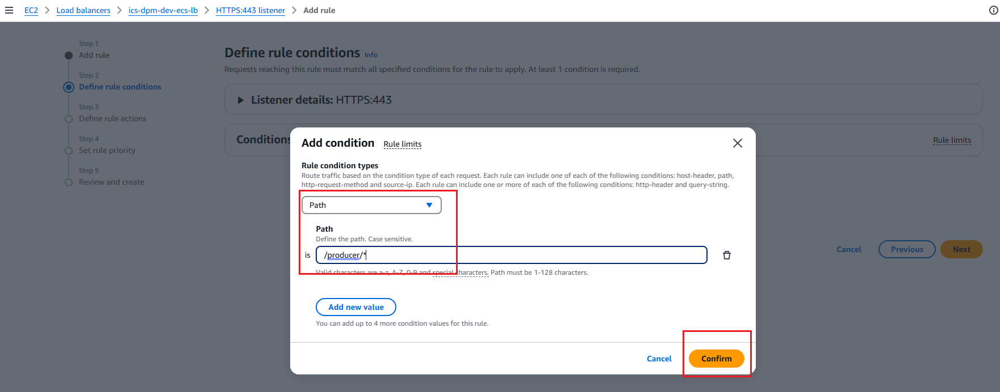 EC2 > Load balancers > ics-dpm-dev-ecs-lb > HTTPS:443 listener > Add rule
Step 1
Add rule
Step 2
Define rule conditions
Step 3
Define rule actions
Step 4
Set rule priority
Step 5
Review and create
Define rule conditions Info
Requests reaching this rule must match all specified conditions for the rule to apply. At least 1 condition is required.
Listener details: HTTPS:443
Conditions
Rule limits
Cancel
Previous
Next
Add condition Rule limits
Rule condition types
Route traffic based on the condition type of each request. Each rule can include one of each of the following conditions: host-header, path,
http-request-method and source-ip. Each rule can include one or more of each of the following conditions: http-header and query-string.
Path
Path
Define the path. Case sensitive.
is /producer/*
Valid characters are a-z, A-Z, 0-9 and special characters. Path must be 1-128 characters.
Add new value
You can add up to 4 more condition values for this rule.
Cancel
Confirm